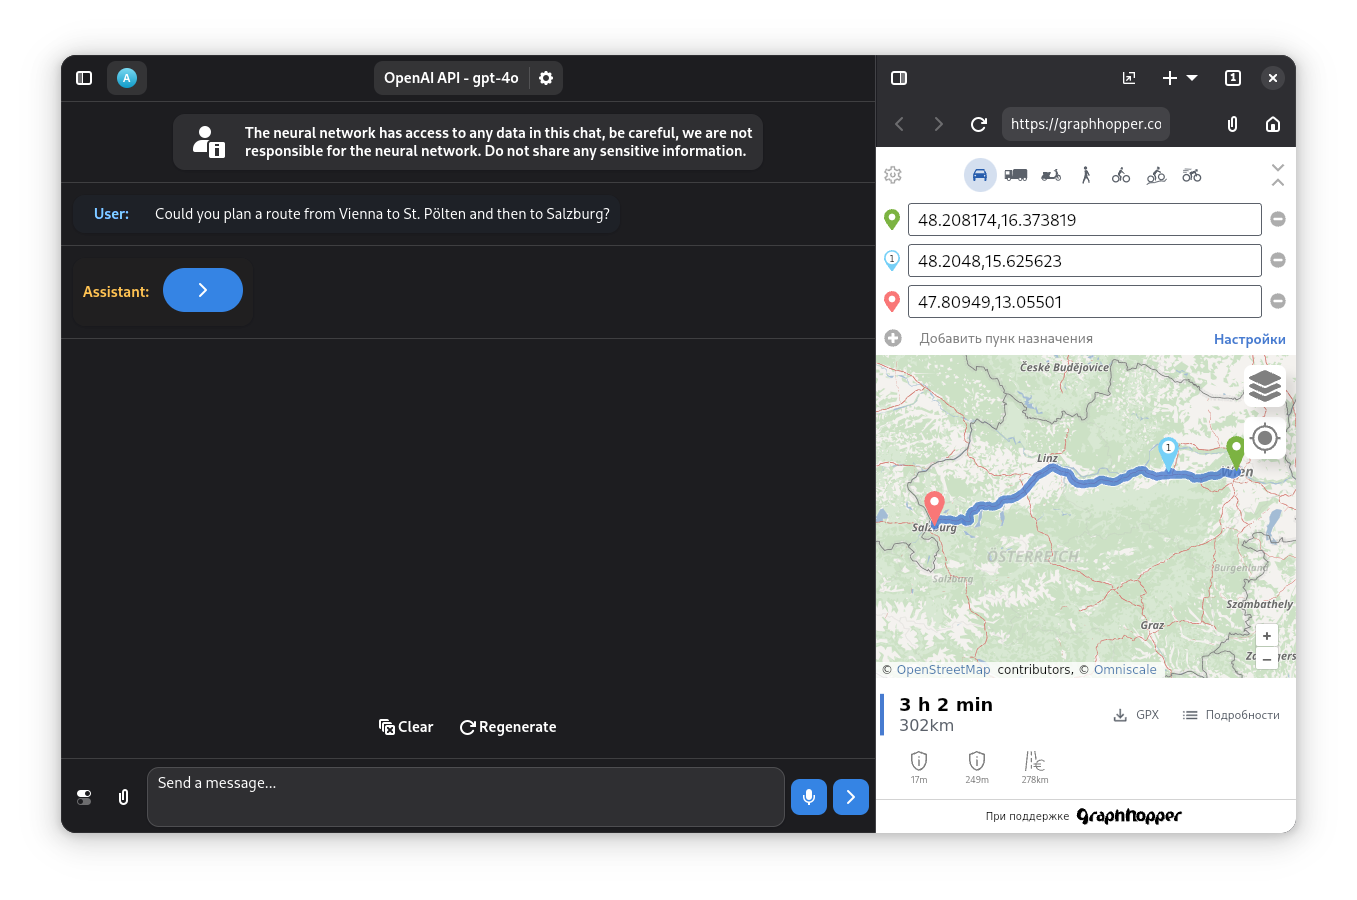 A
OpenAI API - gpt-4o
1
https://graphhopper.co
The neural network has access to any data in this chat, be careful, we are not
responsible for the neural network. Do not share any sensitive information.
User: Could you plan a route from Vienna to St. Pölten and then to Salzburg?
Assistant:
Clear
Regenerate
Send a message...
48.208174,16.373819
1
48.2048,15.625623
47.80949,13.05501
Добавить пунк назначения
Настройки
České Budějovice
Linz
1
Wien
Salzburg
ÖSTERREICH
Salzburg
Burgenland
Szombathely
Graz
+
−
© OpenStreetMap contributors, © Omniscale
3 h 2 min
302km
GPX
Подробности
17m
249m
278km
При поддержке graphhopper